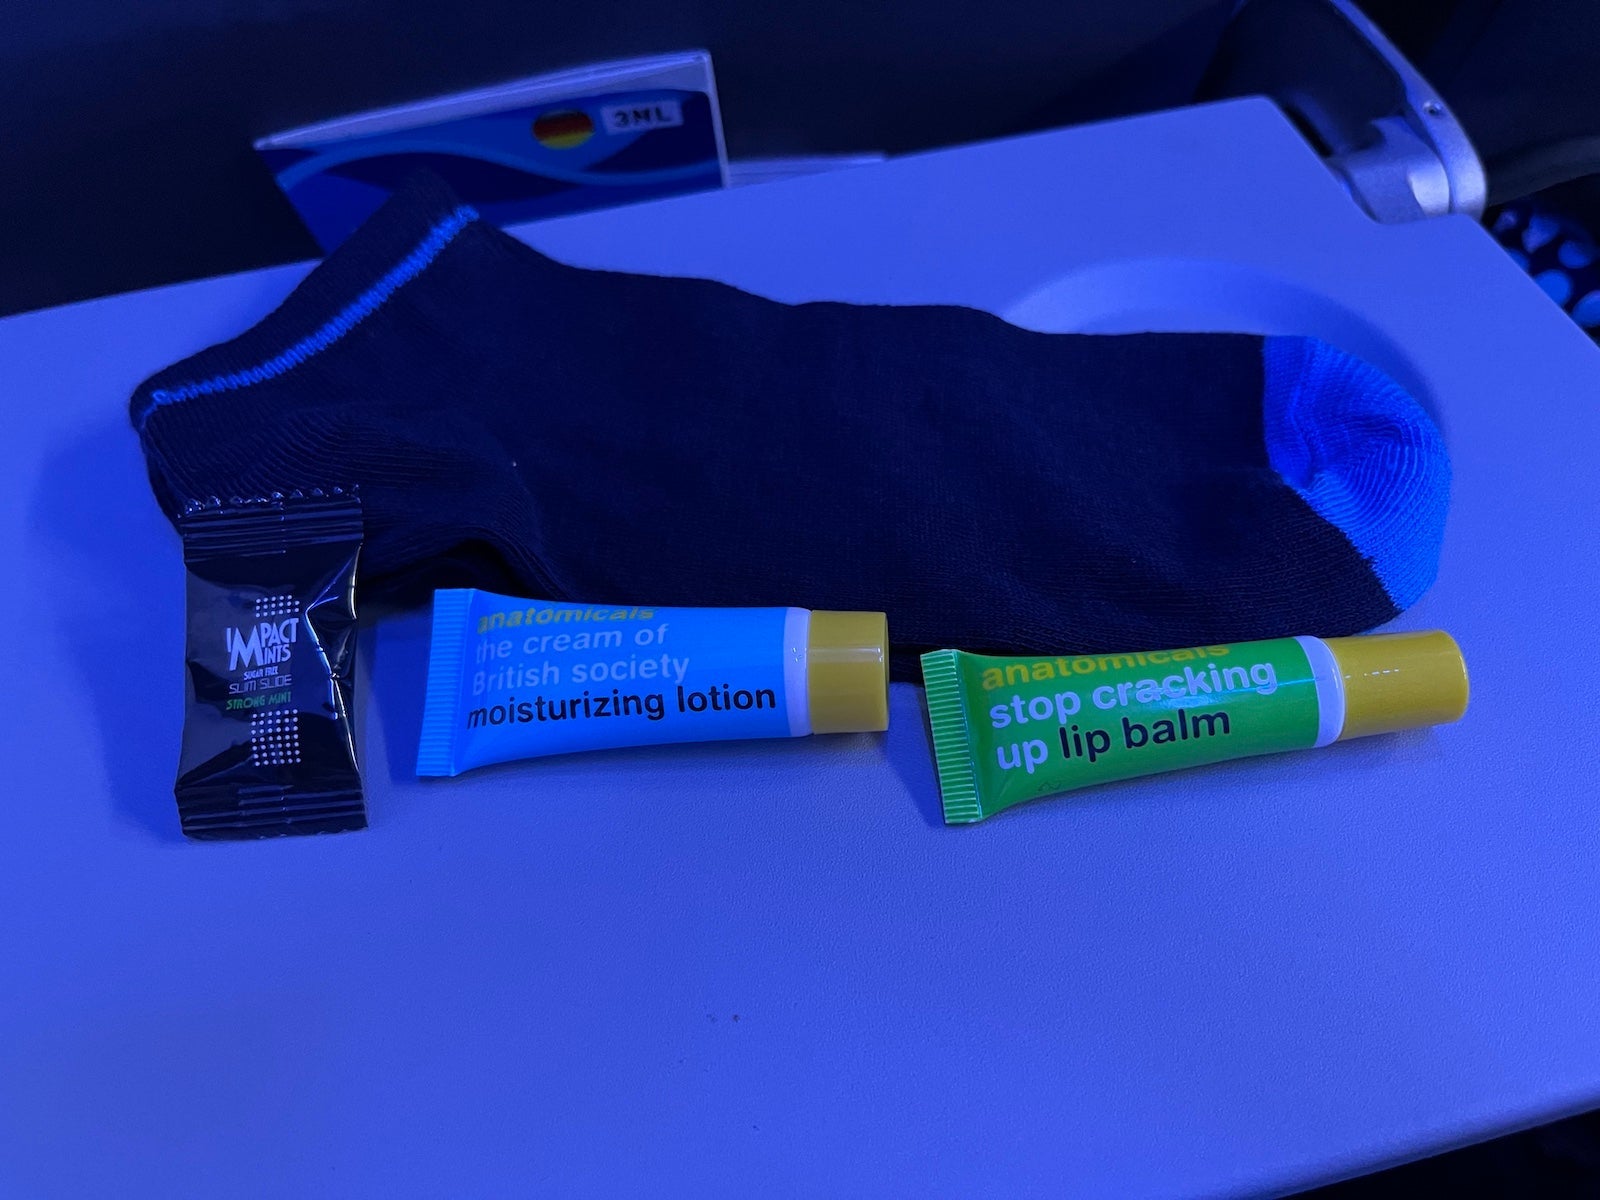 3NL
IMPACT
MINTS
SUGAR FREE
SLIM SLIDE
STRONG MINT
anatomicals
the cream of
British society
moisturizing lotion
anatomicals
stop cracking
up lip balm